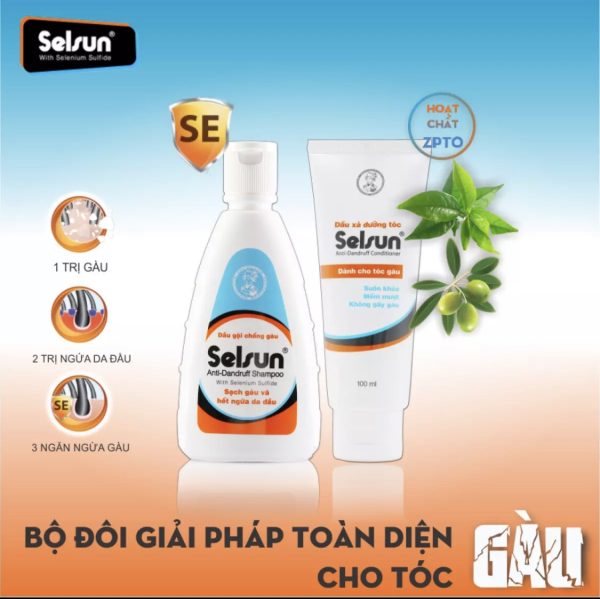 Selsun®
With Selenium Sulfide
SE
HOẠT
CHẤT
ZPTO
1 TRỊ GÀU
2 TRỊ NGỨA DA ĐẦU
SE
3 NGĂN NGỪA GÀU
Dầu gội chống gàu
Selsun®
Anti-Dandruff Shampoo
With Selenium Sulfide
Sạch gàu và
hết ngứa da đầu
Dầu xả dưỡng tóc
Selsun®
Anti-Dandruff Conditioner
Dành cho tóc gàu
Suôn khỏe
Mềm mượt
Không gây gàu
100 ml
BỘ ĐÔI GIẢI PHÁP TOÀN DIỆN
CHO TÓC GÀU